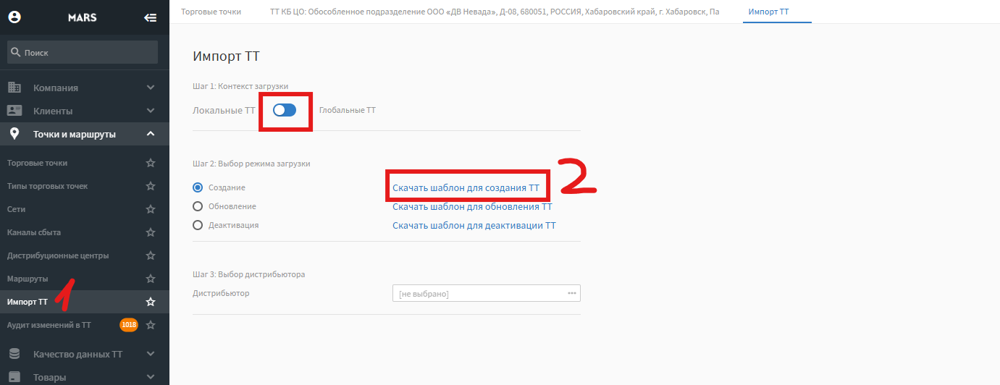 MARS
Поиск
Компания
Клиенты
Точки и маршруты
Торговые точки
Типы торговых точек
Сети
Каналы сбыта
Дистрибуционные центры
Маршруты
Импорт ТТ
1
Аудит изменений в ТТ
1018
Качество данных ТТ
Товары
Торговые точки
ТТ КБ ЦО: Обособленное подразделение ООО «ДВ Невада», Д-08, 680051, РОССИЯ, Хабаровский край, г. Хабаровск, Па
Импорт ТТ
Импорт ТТ
Шаг 1: Контекст загрузки
Локальные ТТ
Глобальные ТТ
Шаг 2: Выбор режима загрузки
2
Создание
Скачать шаблон для создания ТТ
Обновление
Скачать шаблон для обновления ТТ
Деактивация
Скачать шаблон для деактивации ТТ
Шаг 3: Выбор дистрибьютора
Дистрибьютор
[не выбрано]